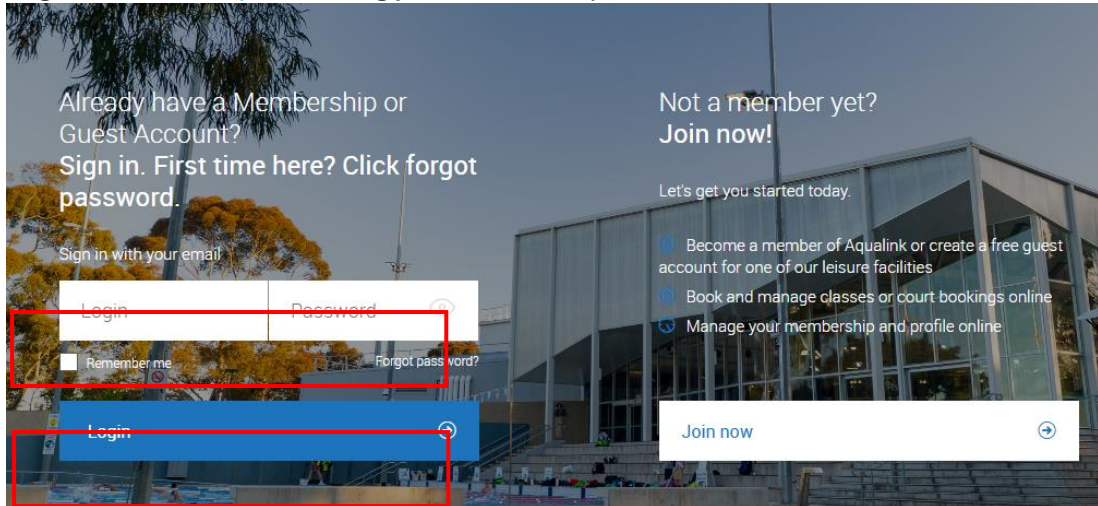 Already have a Membership or
Guest Account?
Sign in. First time here? Click forgot
password.
Sign in with your email
Login
Password
Remember me
Forgot password?
Login
Not a member yet?
Join now!
Let's get you started today.
Become a member of Aqualink or create a free guest
account for one of our leisure facilities
Book and manage classes or court bookings online
Manage your membership and profile online
Join now